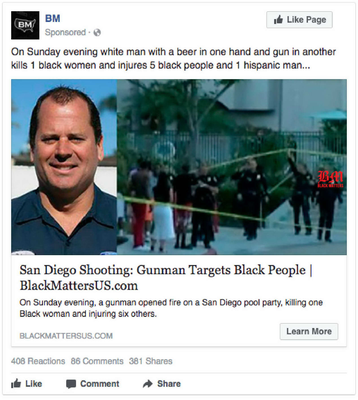 BM
BM
Sponsored ·
Like Page
On Sunday evening white man with a beer in one hand and gun in another
kills 1 black women and injures 5 black people and 1 hispanic man...
BM
BLACK MATTERS
San Diego Shooting: Gunman Targets Black People |
BlackMattersUS.com
On Sunday evening, a gunman opened fire on a San Diego pool party, killing one
Black woman and injuring six others.
BLACKMATTERSUS.COM
Learn More
408 Reactions 86 Comments 381 Shares
Like Comment Share